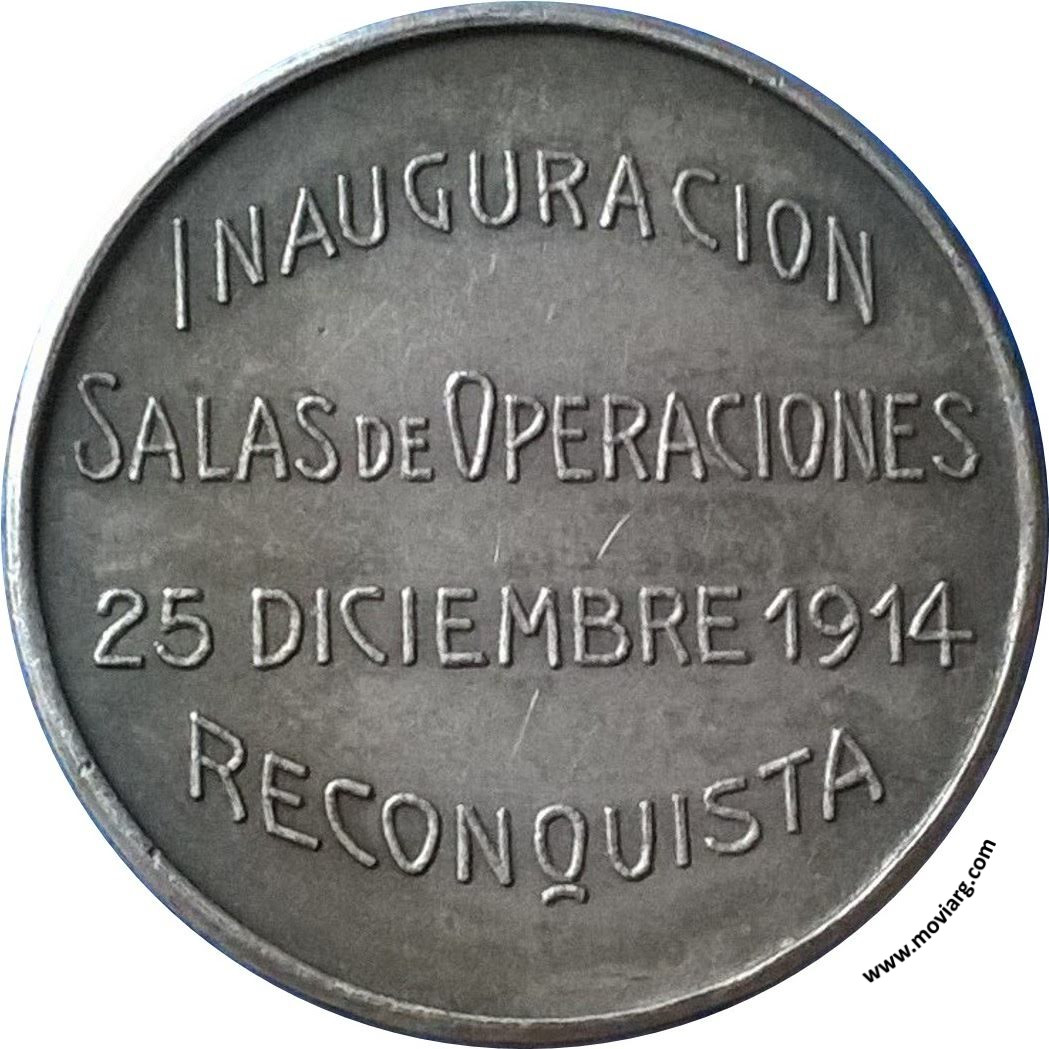 INAUGURACION
SALAS DE OPERACIONES
25 DICIEMBRE 1914
RECONQUISTA
www.moviarg.com